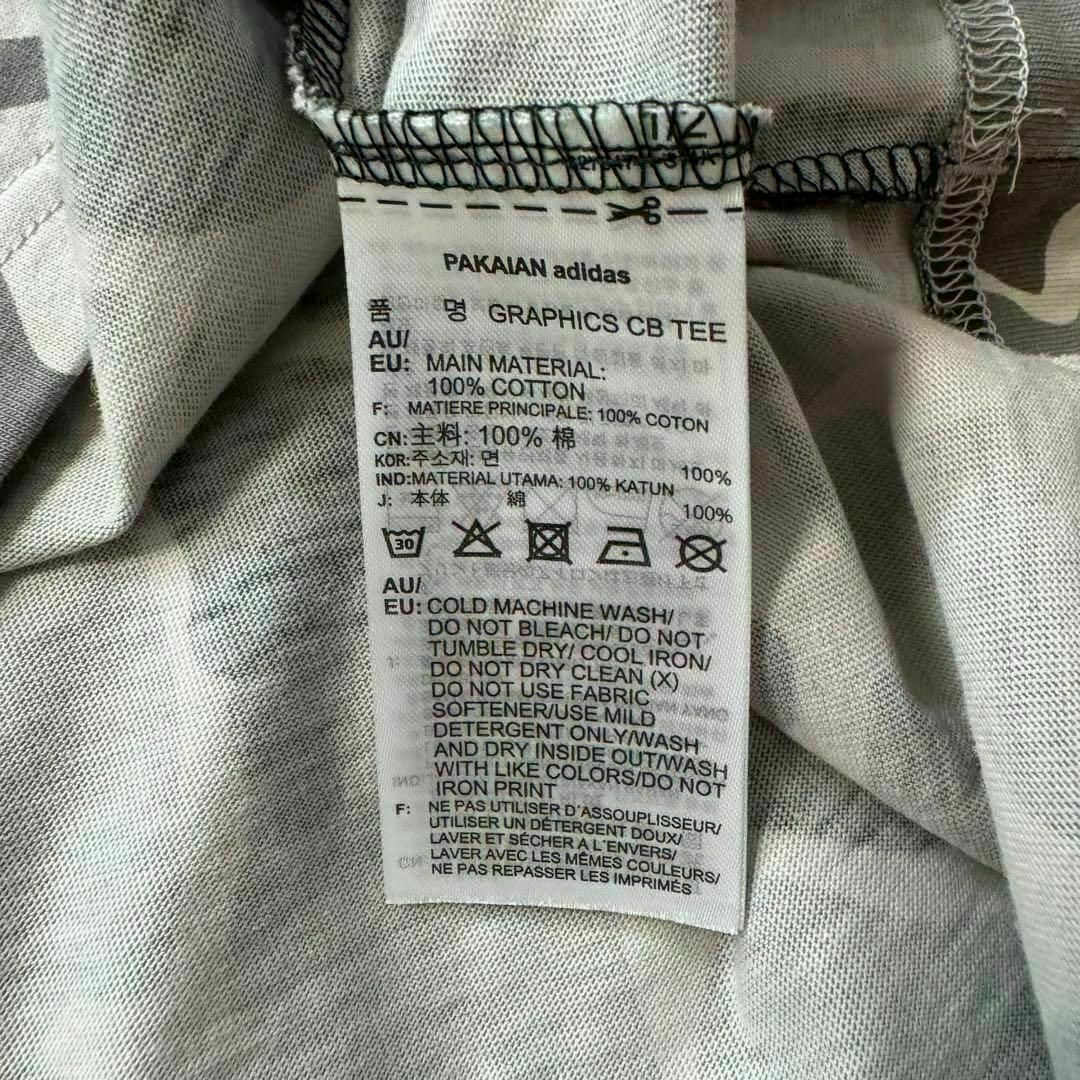 1/2
PAKAIAN adidas
품 명 GRAPHICS CB TEE
AU/
EU: MAIN MATERIAL:
100% COTTON
F: MATIERE PRINCIPALE: 100% COTON
CN:主料: 100% 棉
KOR:주소재: 면 100%
IND:MATERIAL UTAMA: 100% KATUN
J: 本体 綿 100%
30
AU/
EU: COLD MACHINE WASH/
DO NOT BLEACH/ DO NOT
TUMBLE DRY/ COOL IRON/
DO NOT DRY CLEAN (X)
DO NOT USE FABRIC
SOFTENER/USE MILD
DETERGENT ONLY/WASH
AND DRY INSIDE OUT/WASH
WITH LIKE COLORS/DO NOT
IRON PRINT
F: NE PAS UTILISER D'ASSOUPLISSEUR/
UTILISER UN DÉTERGENT DOUX/
LAVER ET SÉCHER A L'ENVERS/
LAVER AVEC LES MÊMES COULEURS/
NE PAS REPASSER LES IMPRIMÉS